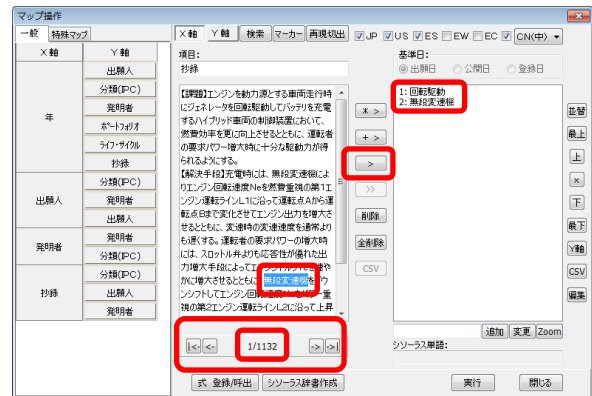 マップ操作
一般 特殊マップ
X軸 Y軸 検索 マーカー 再現切出 JP US ES EW EC CN(中)
X軸 Y軸
年
出願人
分類(IPC)
発明者
ポートフォリオ
ライフ・サイクル
抄録
出願人
分類(IPC)
発明者
出願人
発明者
発明者
分類(IPC)
抄録
分類(IPC)
出願人
発明者
項目:
抄録
【課題】エンジンを動力源とする車両走行時
にジェネレータを回転駆動してバッテリを充電
するハイブリッド車両の制御装置において、
燃費効率を更に向上させるとともに、運転者
の要求パワー増大時に十分な駆動力が得
られるようにする。
【解決手段】充電時には、無段変速機によ
りエンジン回転速度Neを燃費重視の第1エ
ンジン運転ラインL1に沿って運転点Aから運
転点Bまで変化させてエンジン出力を増大さ
せるとともに、変速時の変速速度を通常より
も遅くする。運転者の要求パワーの増大時
には、スロットル弁よりも応答性が優れた出
力増大手段によって
かに増大させるとともに、無段変速機を
ンシフトしてエンジン回転
視の第2エンジン運転ラインL2に沿って上昇
|<- <- 1/1132 -> ->|
* >
+ >
>
>>
削除
全削除
CSV
基準日:
出願日 公開日 登録日
1: 回転駆動
2: 無段変速機
並替
最上
上
×
下
最下
Y軸
CSV
編集
追加 変更 Zoom
シソーラス単語:
式 登録/呼出 シソーラス辞書作成 実行 閉じる